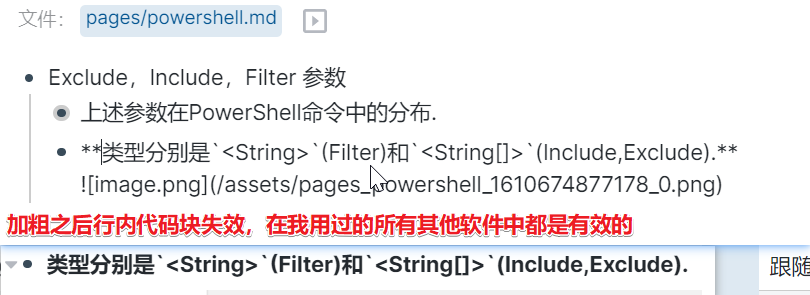 文件: pages/powershell.md
Exclude，Include，Filter 参数
上述参数在PowerShell命令中的分布.
**类型分别是`<String>`(Filter)和`<String[]>`(Include,Exclude).**
![image.png](/assets/pages_powershell_1610674877178_0.png)
加粗之后行内代码块失效，在我用过的所有其他软件中都是有效的
类型分别是`<String>`(Filter)和`<String[]>`(Include,Exclude).
跟随